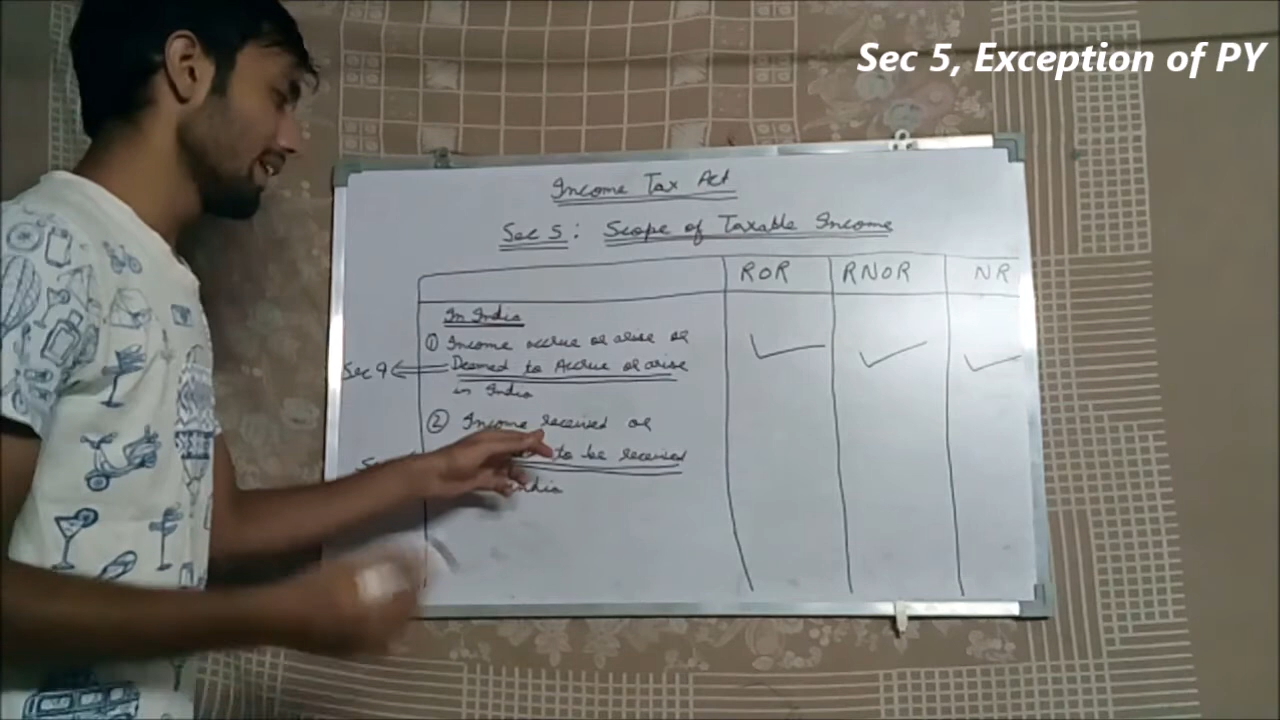 Sec 5, Exception of PY
Income Tax Act
Sec 5: Scope of Taxable Income
ROR RNOR NR
In India
① Income accrue or arise or
Sec 9 Deemed to Accrue or arise
in India
② Income received or
to be received
India